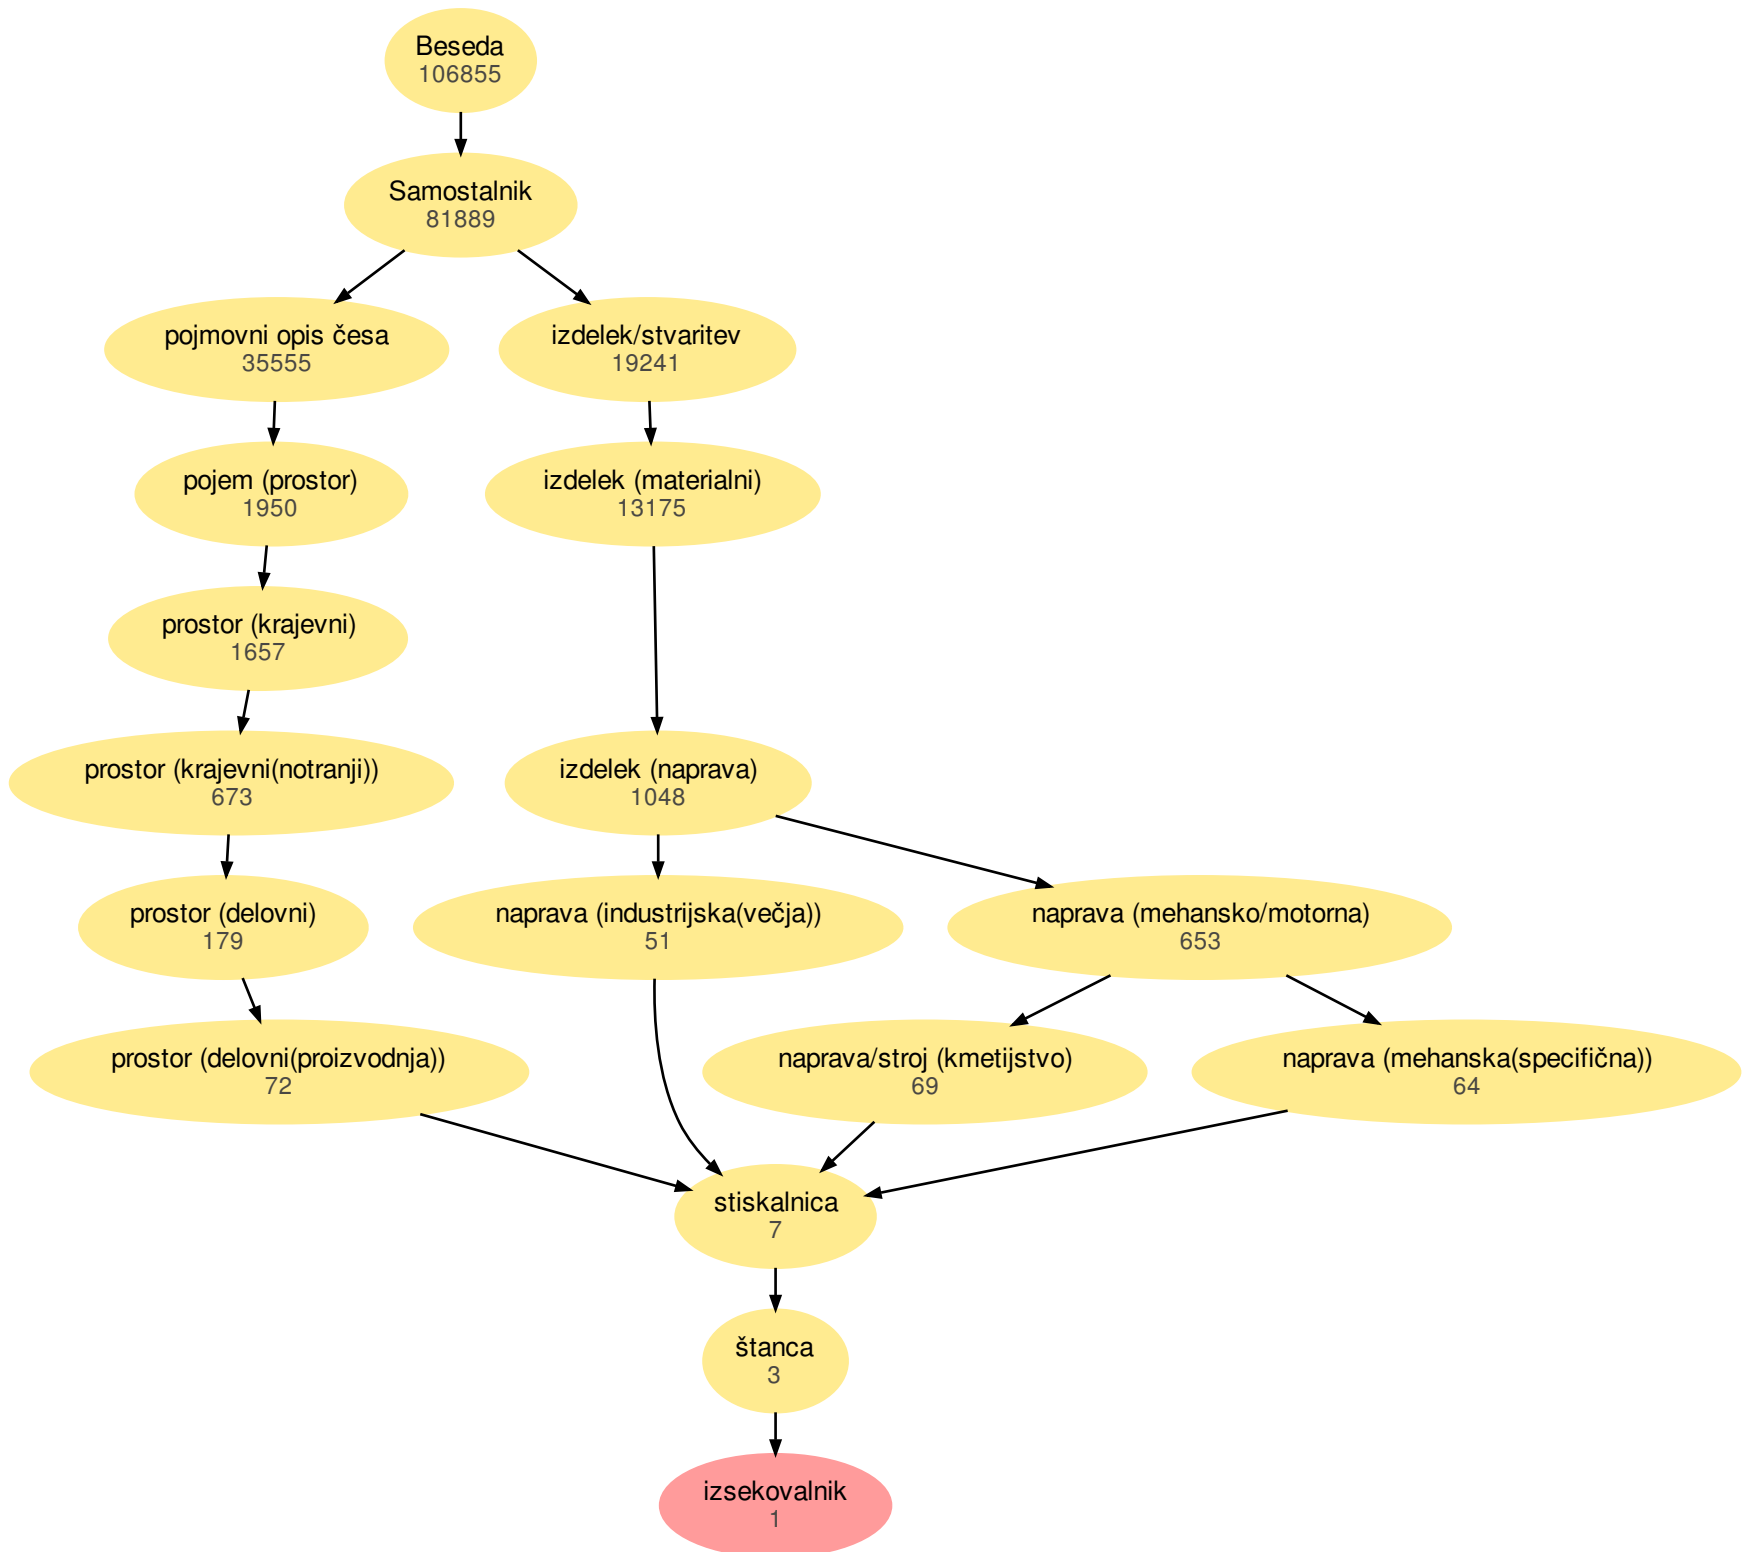 Beseda
106855
Samostalnik
81889
pojmovni opis česa
35555
izdelek/stvaritev
19241
pojem (prostor)
1950
izdelek (materialni)
13175
prostor (krajevni)
1657
prostor (krajevni(notranji))
673
izdelek (naprava)
1048
prostor (delovni)
179
naprava (industrijska(večja))
51
naprava (mehansko/motorna)
653
prostor (delovni(proizvodnja))
72
naprava/stroj (kmetijstvo)
69
naprava (mehanska(specifična))
64
stiskalnica
7
štanca
3
izsekovalnik
1